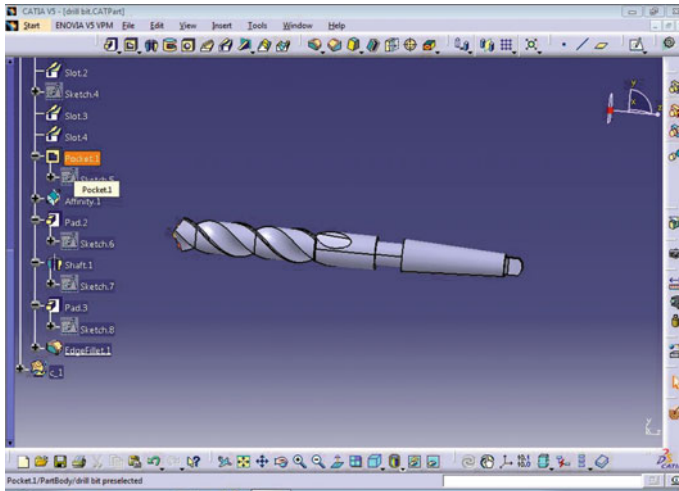 CATIA V5 - [drill bit.CATPart]
Start ENOVIA V5 VPM File Edit View Insert Tools Window Help
Slot.2
Sketch.4
Slot.3
Slot.4
Pocket.1
Sketch.5
Pocket.1
Affinity.1
Pad.2
Sketch.6
Shaft.1
Sketch.7
Pad.3
Sketch.8
EdgeFillet.1
Pocket.1/PartBody/drill bit preselected